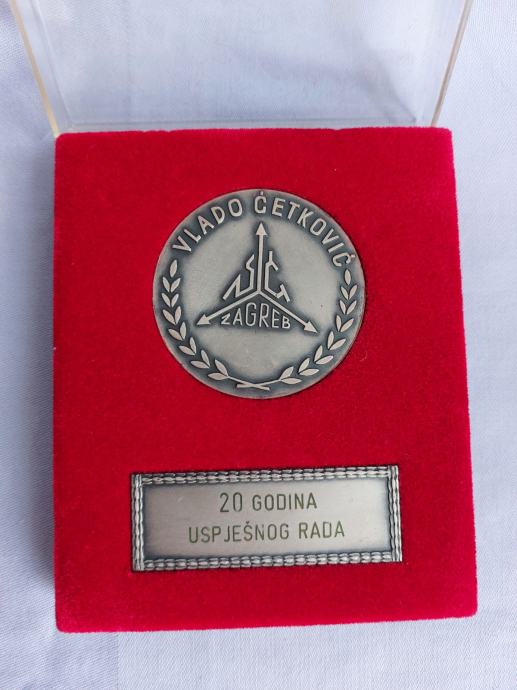 VLADO ĆETKOVIĆ
ZAGREB
20 GODINA
USPJEŠNOG RADA